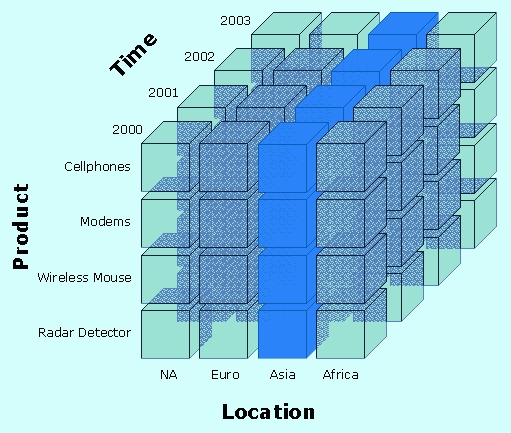 2003
Time
2002
2001
2000
Cellphones
Product
Modems
Wireless Mouse
Radar Detector
NA Euro Asia Africa
Location